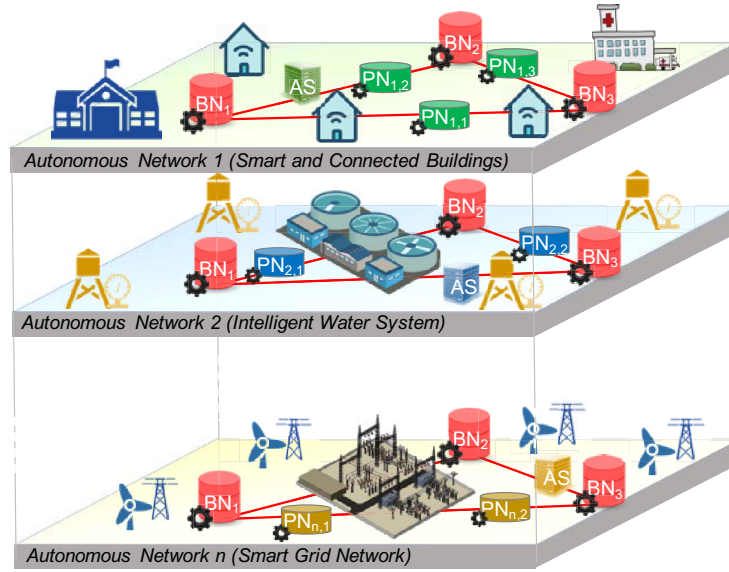 BN2
AS
PN1,2
PN1,3
BN1
BN3
PN1,1
Autonomous Network 1 (Smart and Connected Buildings)
BN2
BN1
PN2,1
PN2,2
BN3
AS
Autonomous Network 2 (Intelligent Water System)
BN2
AS
BN1
BN3
PNn,1
PNn,2
Autonomous Network n (Smart Grid Network)